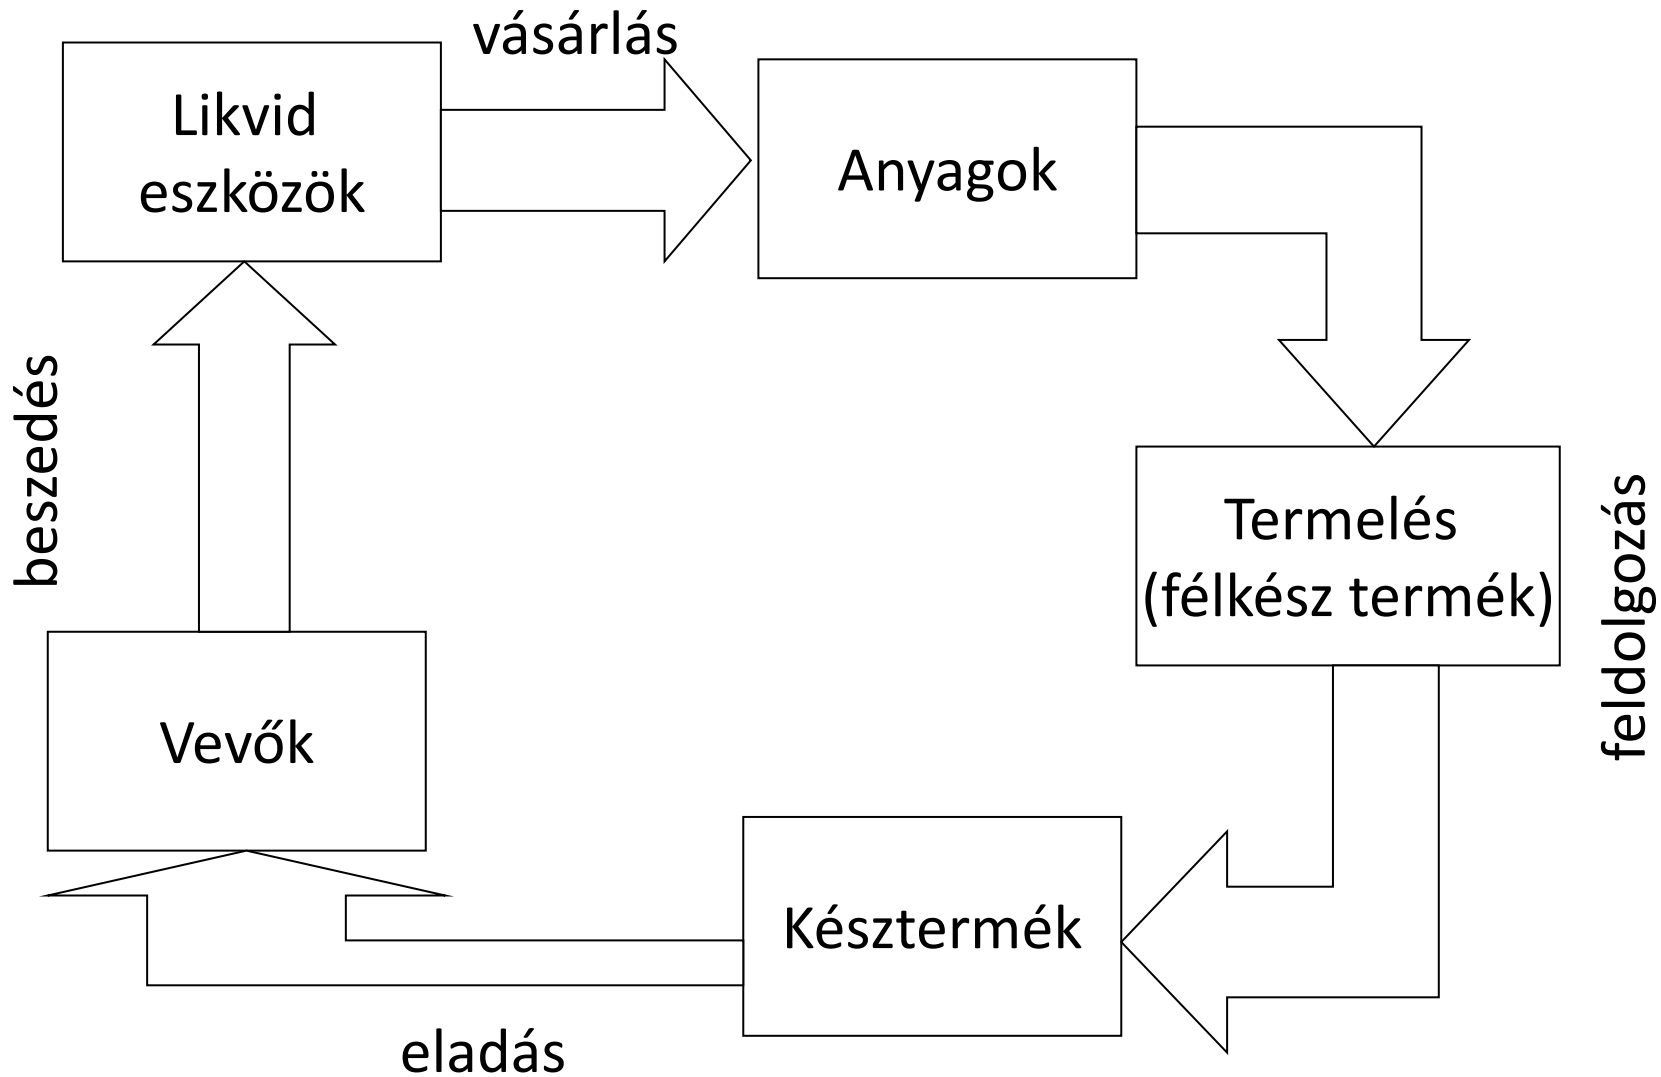 vásárlás
Likvid
eszközök
Anyagok
Termelés
(félkész termék)
feldolgozás
Késztermék
eladás
Vevők
beszedés